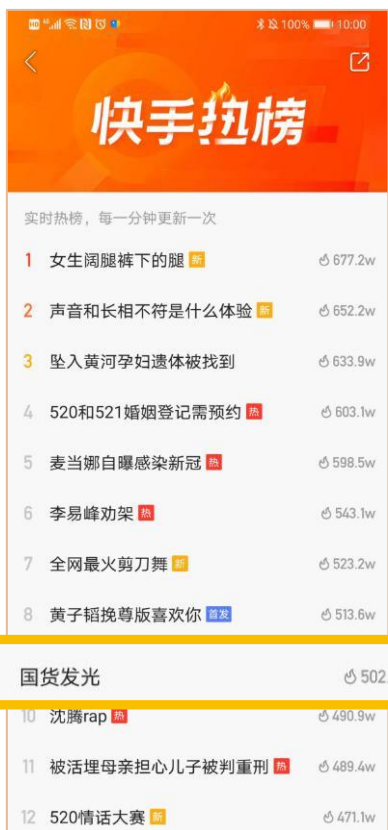 100% 10:00
快手热榜
实时热榜，每一分钟更新一次
1 女生阔腿裤下的腿 新 677.2w
2 声音和长相不符是什么体验 新 652.2w
3 坠入黄河孕妇遗体被找到 633.9w
4 520和521婚姻登记需预约 热 603.1w
5 麦当娜自曝感染新冠 热 598.5w
6 李易峰劝架 热 543.1w
7 全网最火剪刀舞 新 523.2w
8 黄子韬挽尊版喜欢你 首发 513.6w
国货发光 502
10 沈腾rap 热 490.9w
11 被活埋母亲担心儿子被判重刑 热 489.4w
12 520情话大赛 新 471.1w